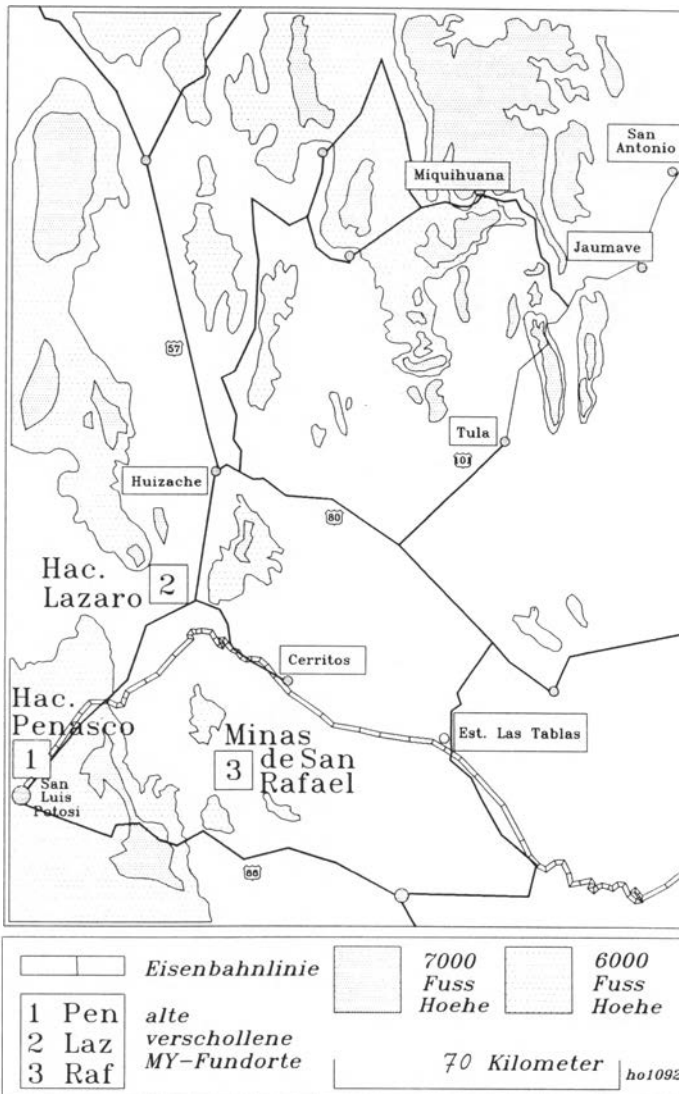 San
Antonio
Miquihuana
Jaumave
57
Tula
101
Huizache
80
Hac.
Lazaro
2
Cerritos
Hac.
Penasco
1
Minas
de San
Rafael
3
Est. Las Tablas
San
Luis
Potosi
88
Eisenbahnlinie
7000
Fuss
Hoehe
6000
Fuss
Hoehe
1 Pen
2 Laz
3 Raf
alte
verschollene
MY-Fundorte
70 Kilometer
ho1092